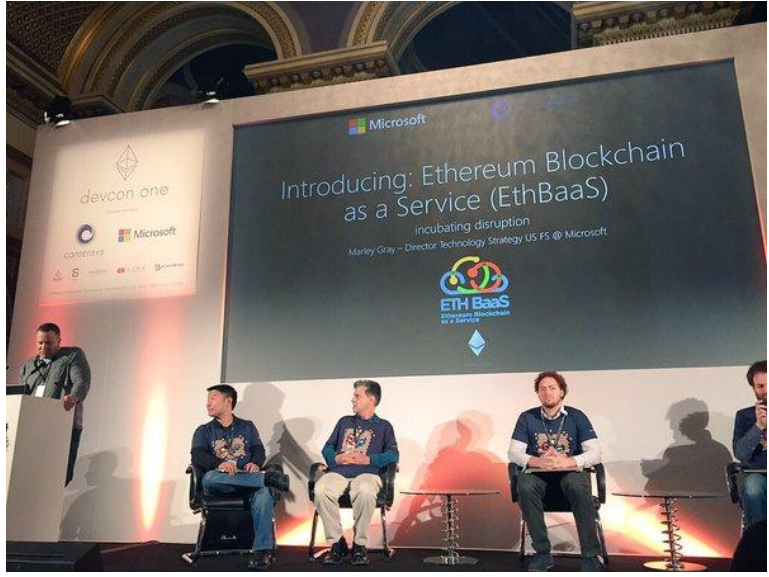 devcon one
consensys
Microsoft
Microsoft
Introducing: Ethereum Blockchain
as a Service (EthBaaS)
incubating disruption
Marley Gray – Director Technology Strategy US FS @ Microsoft
ETH BaaS
Ethereum Blockchain
as a Service